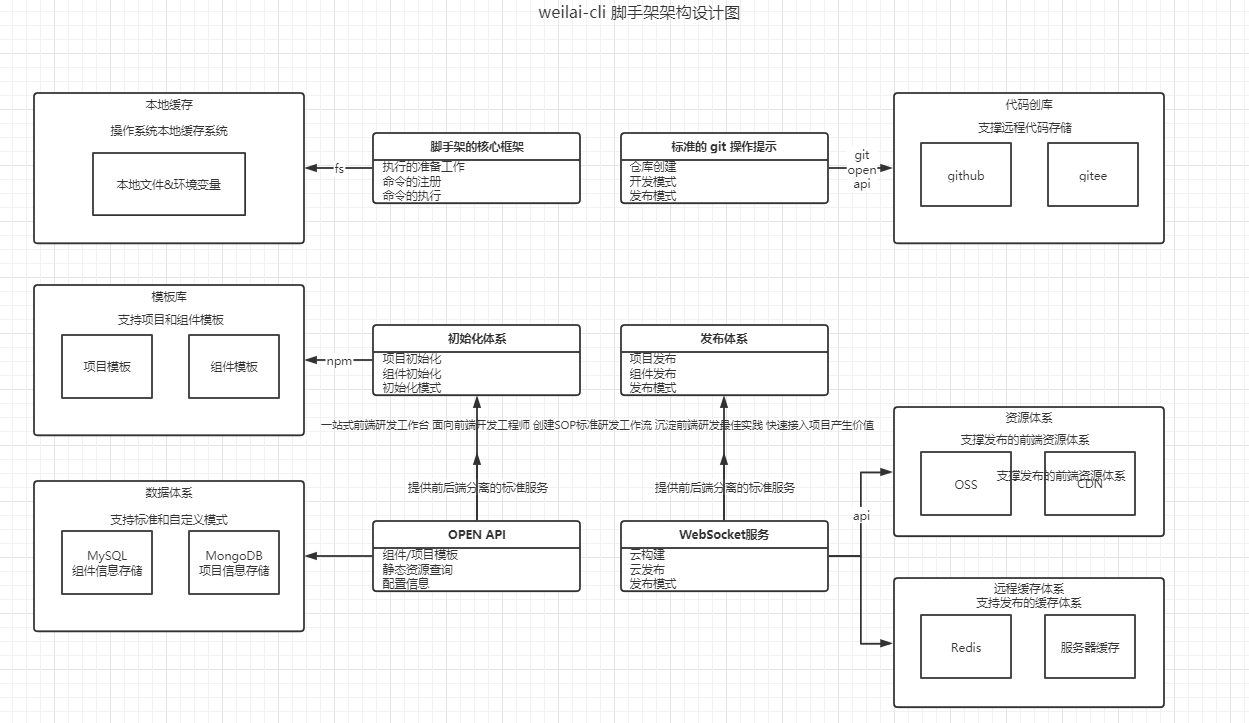 weilai-cli 脚手架架构设计图
本地缓存
操作系统本地缓存系统
本地文件&环境变量
fs
脚手架的核心框架
执行的准备工作
命令的注册
命令的执行
标准的 git 操作提示
仓库创建
开发模式
发布模式
git
open
api
代码创库
支撑远程代码存储
github
gitee
模板库
支持项目和组件模板
项目模板
组件模板
npm
初始化体系
项目初始化
组件初始化
初始化模式
发布体系
项目发布
组件发布
发布模式
一站式前端研发工作台 面向前端开发工程师 创建SOP标准研发工作流 沉淀前端研发最佳实践 快速接入项目产生价值
提供前后端分离的标准服务
提供前后端分离的标准服务
数据体系
支持标准和自定义模式
MySQL
组件信息存储
MongoDB
项目信息存储
OPEN API
组件/项目模板
静态资源查询
配置信息
WebSocket服务
云构建
云发布
发布模式
api
资源体系
支撑发布的前端资源体系
OSS
支撑发布的前端资源体系
CDN
远程缓存体系
支持发布的缓存体系
Redis
服务器缓存